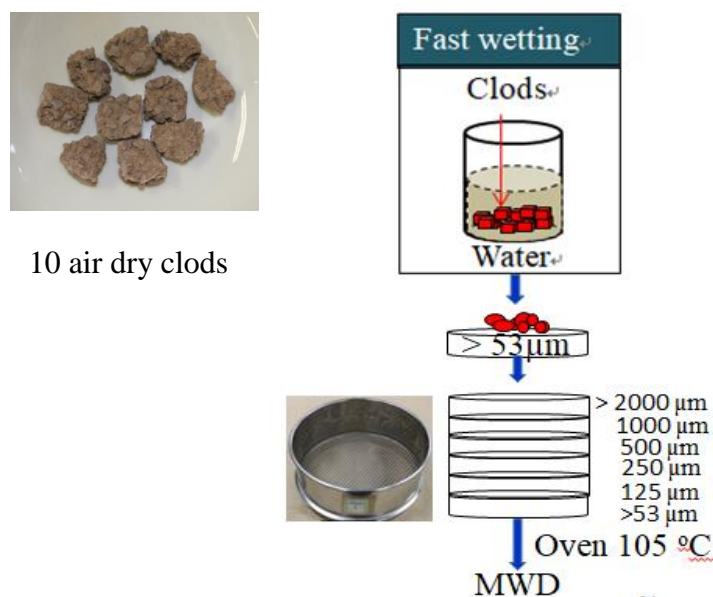 Fast wetting
Clods
Water
10 air dry clods
> 53µm
> 2000 µm
1000 µm
500 µm
250 µm
125 µm
>53 µm
Oven 105 ºC
MWD